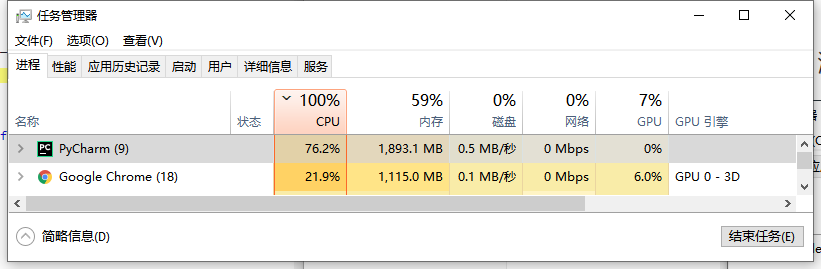 任务管理器
文件(F) 选项(O) 查看(V)
进程 性能 应用历史记录 启动 用户 详细信息 服务
100% 59% 0% 0% 7%
名称 状态 CPU 内存 磁盘 网络 GPU GPU 引擎
PyCharm (9) 76.2% 1,893.1 MB 0.5 MB/秒 0 Mbps 0%
Google Chrome (18) 21.9% 1,115.0 MB 0.1 MB/秒 0 Mbps 6.0% GPU 0 - 3D
简略信息(D) 结束任务(E)